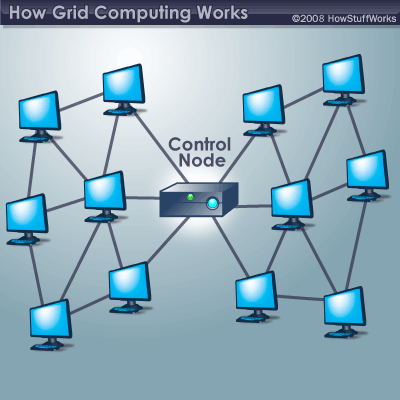 How Grid Computing Works
©2008 HowStuffWorks
Control
Node